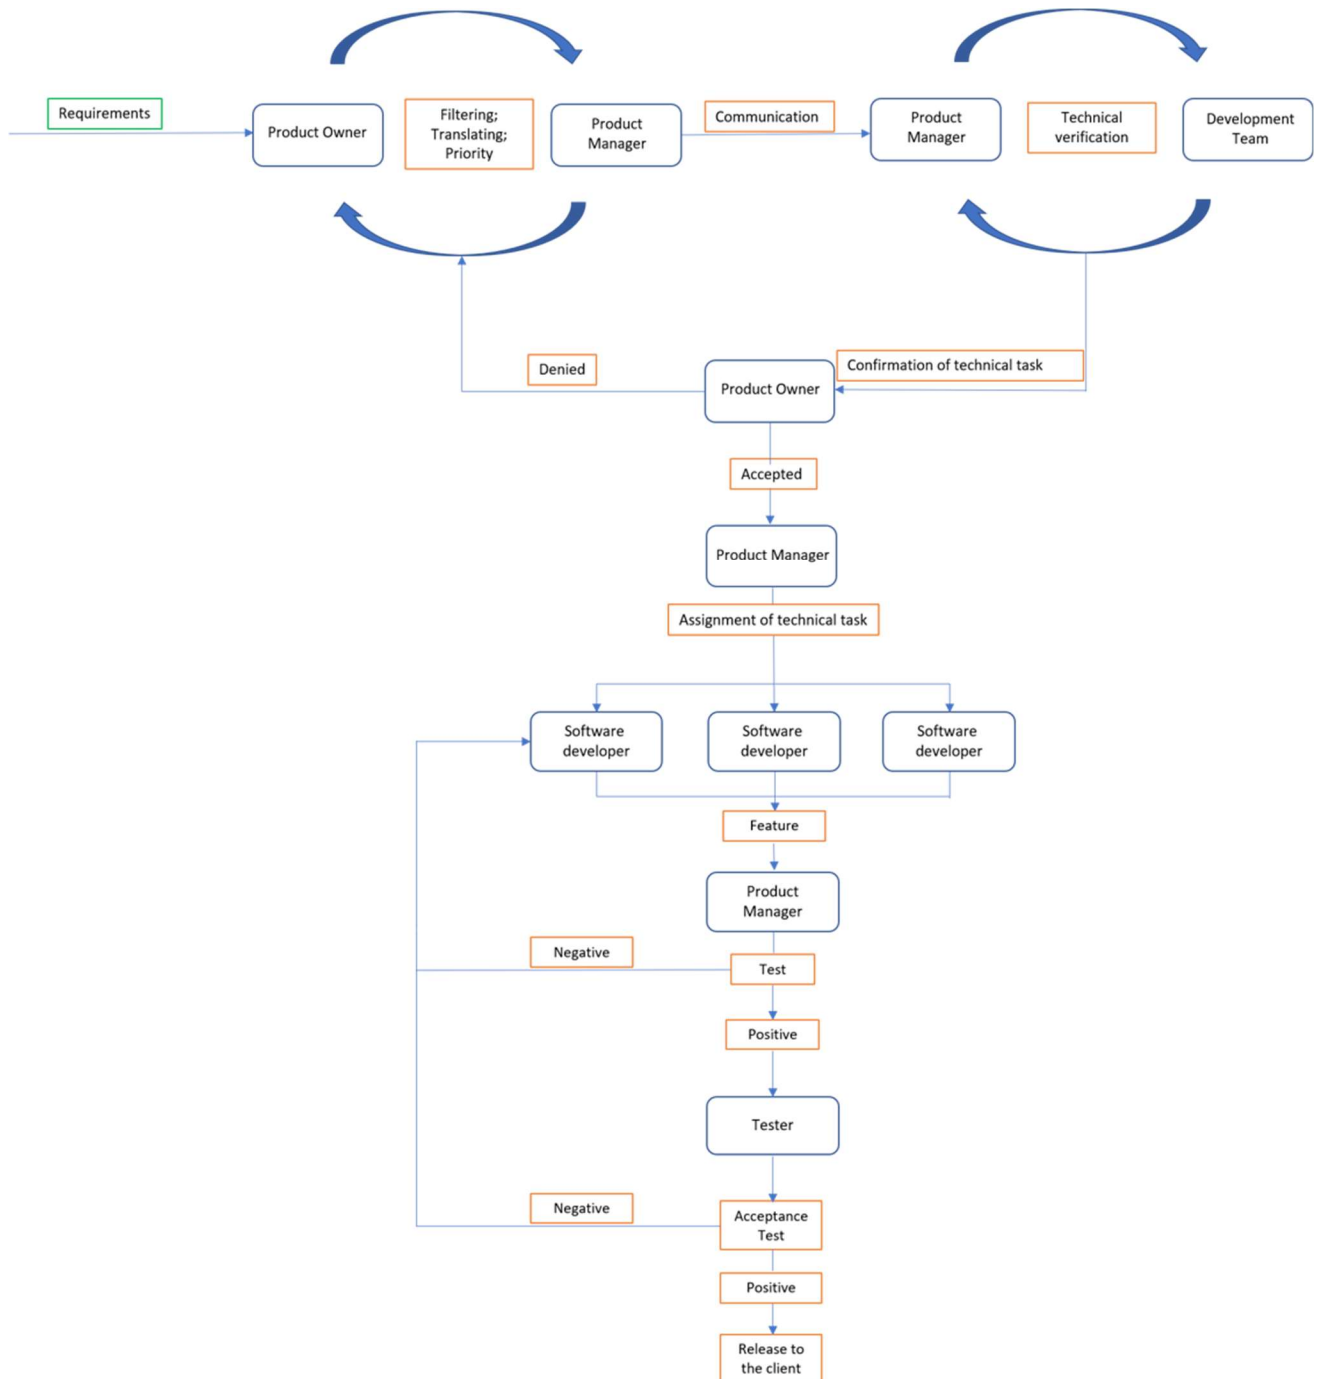 Requirements
Product Owner
Filtering;
Translating;
Priority
Product
Manager
Communication
Product
Manager
Technical
verification
Development
Team
Denied
Product Owner
Confirmation of technical task
Accepted
Product Manager
Assignment of technical task
Software
developer
Software
developer
Software
developer
Feature
Product
Manager
Negative
Test
Positive
Tester
Negative
Acceptance
Test
Positive
Release to
the client